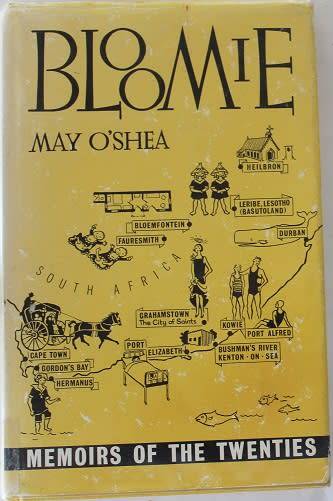 BLOOMIE
MAY O'SHEA
HEILBRON
LERIBE, LESOTHO
(BASUTOLAND)
BLOEMFONTEIN
DURBAN
FAURESMITH
SOUTH AFRICA
GRAHAMSTOWN
The City of Saints
KOWIE
PORT ALFRED
PORT
ELIZABETH
BUSHMAN'S RIVER
KENTON-ON-SEA
CAPE TOWN
GORDON'S BAY
HERMANUS
MEMOIRS OF THE TWENTIES